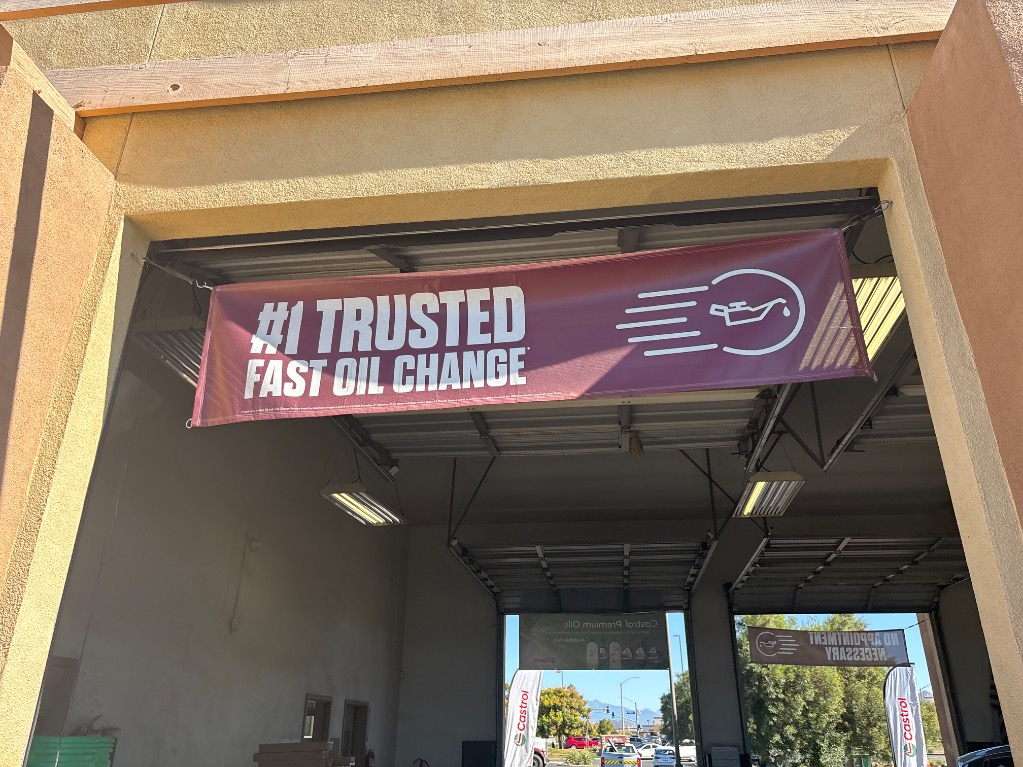 #1 TRUSTED
FAST OIL CHANGE
Castrol Premium Oils
NO APPOINTMENT
NECESSARY
Castrol
Castrol